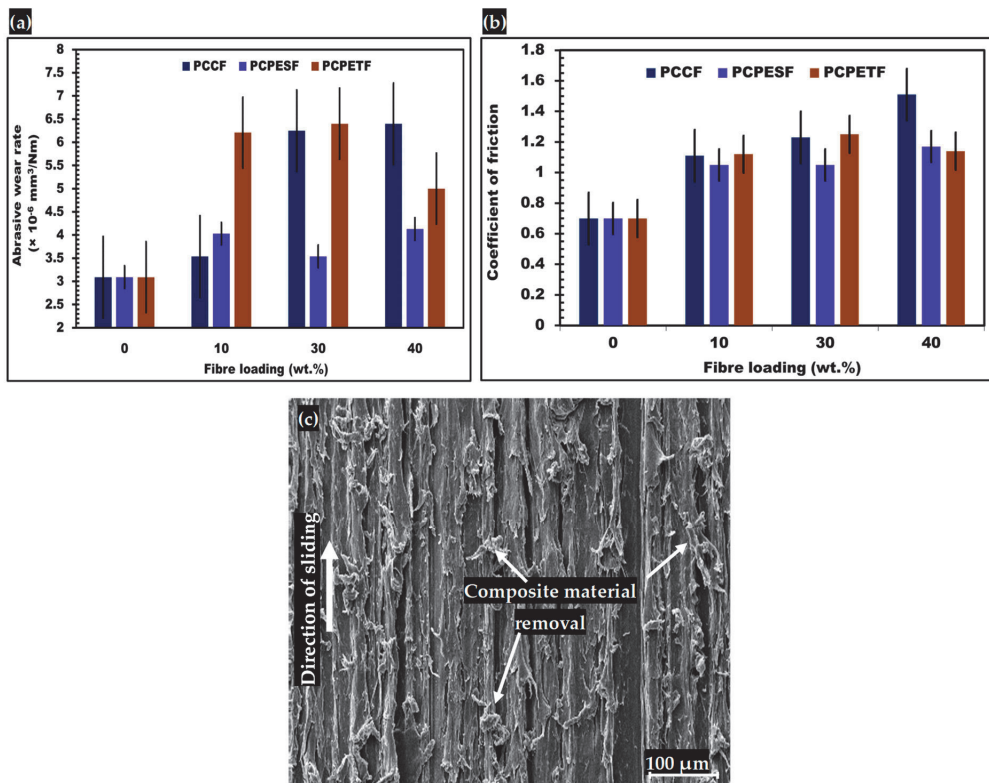 (a)
PCCF PCPESF PCPETF
Abrasive wear rate
(× 10⁻⁶ mm³/Nm)
8
7.5
7
6.5
6
5.5
5
4.5
4
3.5
3
2.5
2
0 10 30 40
Fibre loading (wt.%)
(b)
PCCF PCPESF PCPETF
Coefficient of friction
1.8
1.6
1.4
1.2
1
0.8
0.6
0.4
0.2
0
0 10 30 40
Fibre loading (wt.%)
(c)
Direction of sliding
Composite material
removal
100 µm